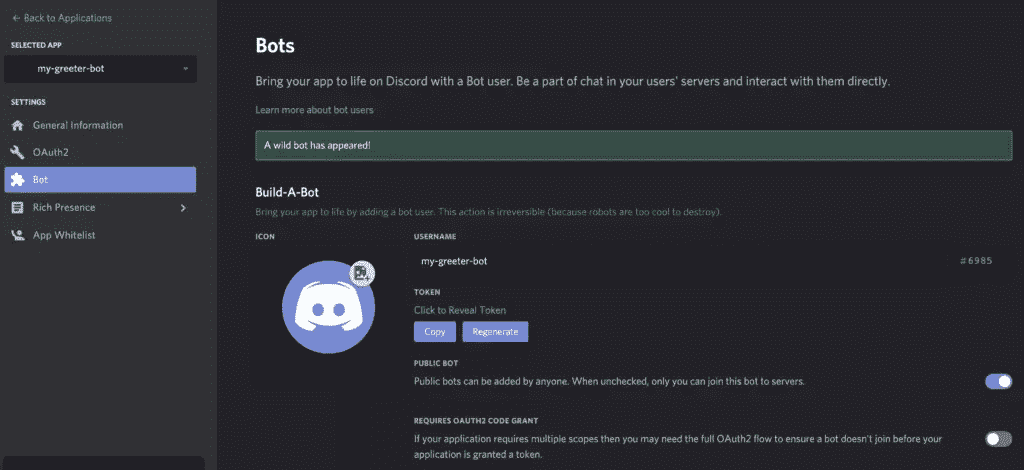 ← Back to Applications
SELECTED APP
my-greeter-bot
SETTINGS
General Information
OAuth2
Bot
Rich Presence
App Whitelist
Bots
Bring your app to life on Discord with a Bot user. Be a part of chat in your users' servers and interact with them directly.
Learn more about bot users
A wild bot has appeared!
Build-A-Bot
Bring your app to life by adding a bot user. This action is irreversible (because robots are too cool to destroy).
ICON
USERNAME
my-greeter-bot
#6985
TOKEN
Click to Reveal Token
Copy
Regenerate
PUBLIC BOT
Public bots can be added by anyone. When unchecked, only you can join this bot to servers.
REQUIRES OAUTH2 CODE GRANT
If your application requires multiple scopes then you may need the full OAuth2 flow to ensure a bot doesn't join before your
application is granted a token.